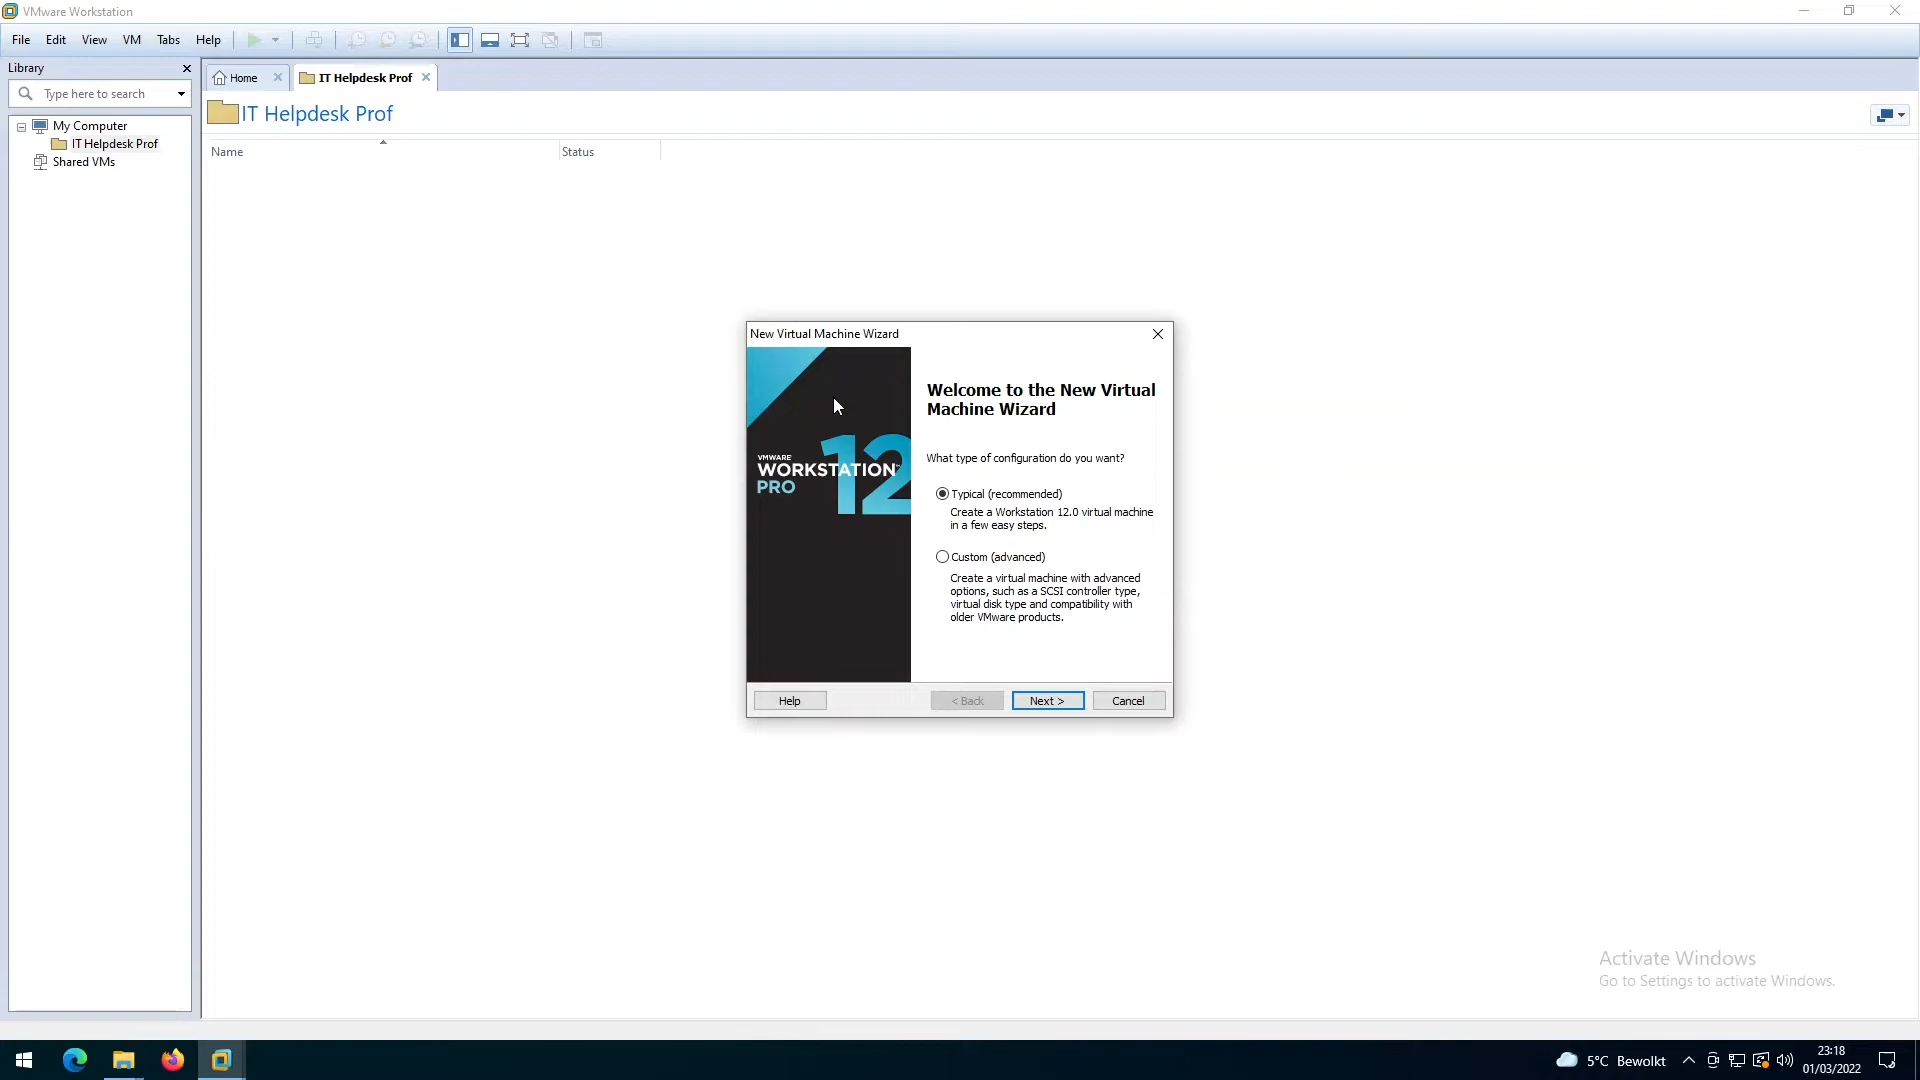 VMware Workstation
File Edit View VM Tabs Help
Library
Type here to search
My Computer
IT Helpdesk Prof
Shared VMs
Home
IT Helpdesk Prof
IT Helpdesk Prof
Name
Status
New Virtual Machine Wizard
VMWARE
WORKSTATION™
PRO
12
Welcome to the New Virtual
Machine Wizard
What type of configuration do you want?
Typical (recommended)
Create a Workstation 12.0 virtual machine
in a few easy steps.
Custom (advanced)
Create a virtual machine with advanced
options, such as a SCSI controller type,
virtual disk type and compatibility with
older VMware products.
Help
< Back
Next >
Cancel
Activate Windows
Go to Settings to activate Windows.
5°C Bewolkt
23:18
01/03/2022